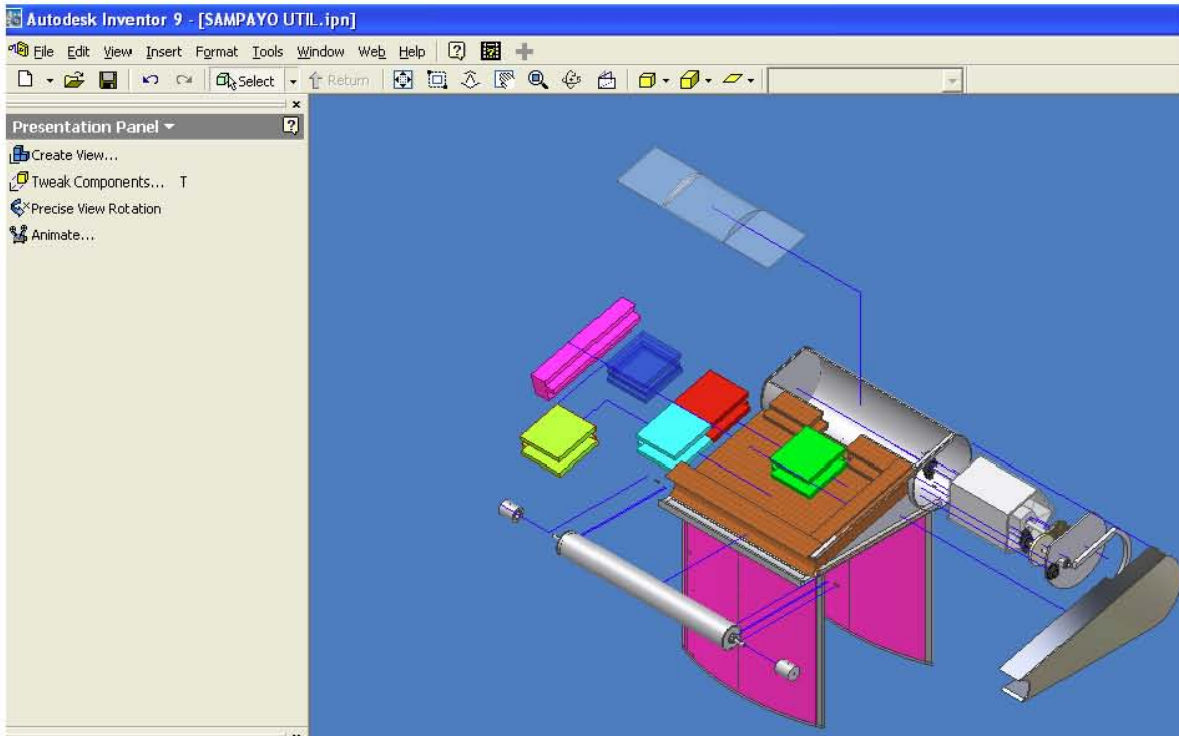 Autodesk Inventor 9 - [SAMPAYO UTIL.ipn]
File Edit View Insert Format Tools Window Web Help
Select Return
Presentation Panel
Create View...
Tweak Components... T
Precise View Rotation
Animate...